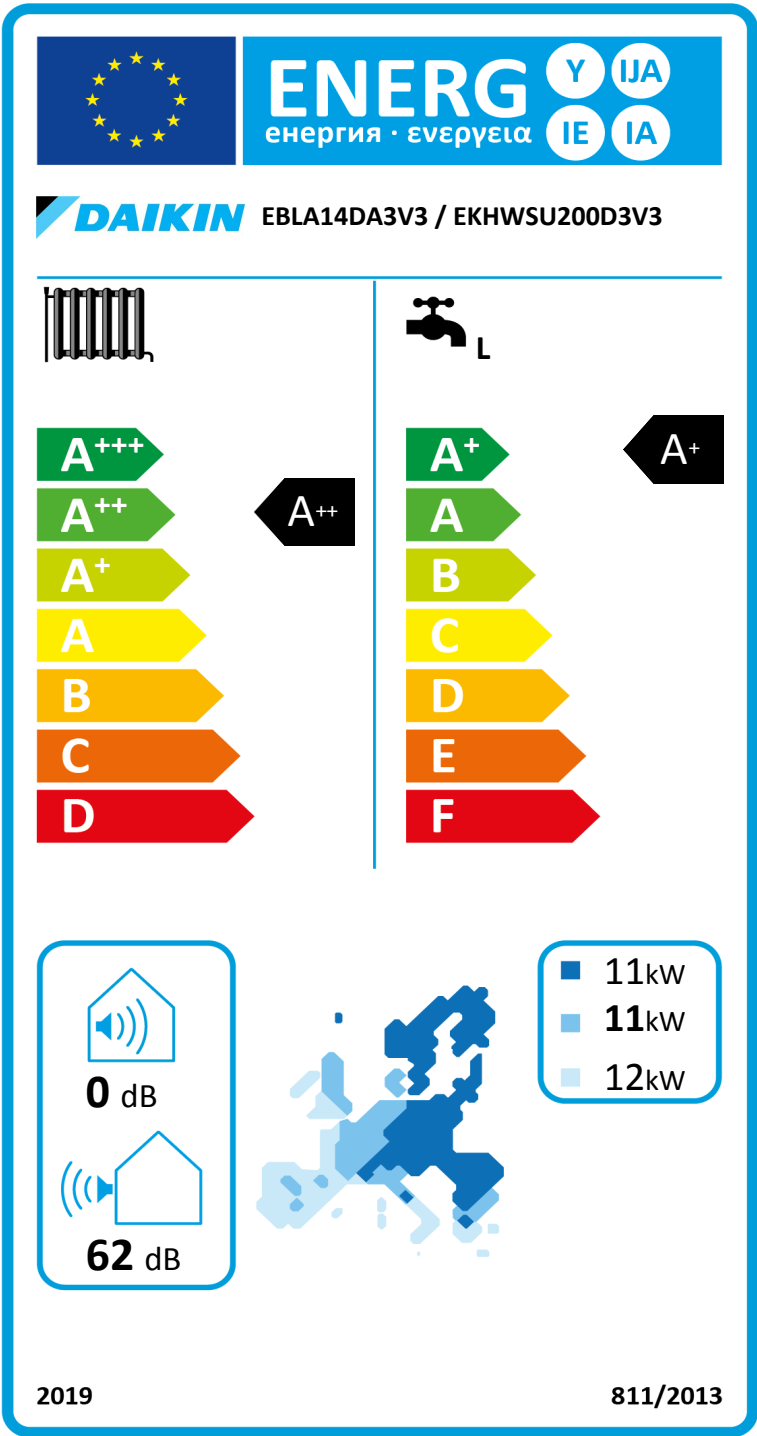 ENERG Y IJA
енергия · ενεργεια IE IA
DAIKIN EBLA14DA3V3 / EKHWSU200D3V3
L
A+++
A++
A+
A
B
C
D
A++
A+
A
B
C
D
E
F
A+
0 dB
62 dB
11kW
11kW
12kW
2019
811/2013